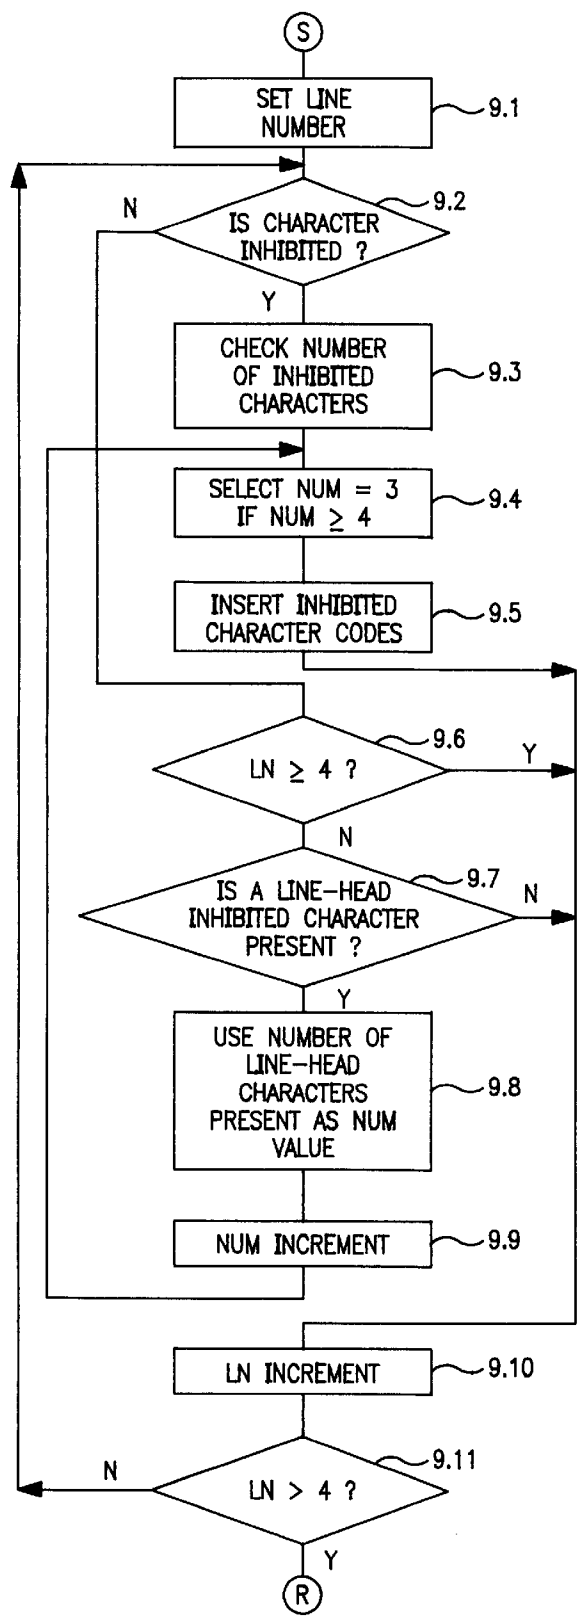 S
SET LINE
NUMBER
9.1
9.2
N
IS CHARACTER
INHIBITED ?
Y
CHECK NUMBER
OF INHIBITED
CHARACTERS
9.3
SELECT NUM = 3
IF NUM ≥ 4
9.4
INSERT INHIBITED
CHARACTER CODES
9.5
9.6
LN ≥ 4 ?
Y
N
9.7
IS A LINE-HEAD
INHIBITED CHARACTER
PRESENT ?
N
Y
USE NUMBER OF
LINE-HEAD
CHARACTERS
PRESENT AS NUM
VALUE
9.8
NUM INCREMENT
9.9
LN INCREMENT
9.10
9.11
N
LN > 4 ?
Y
R